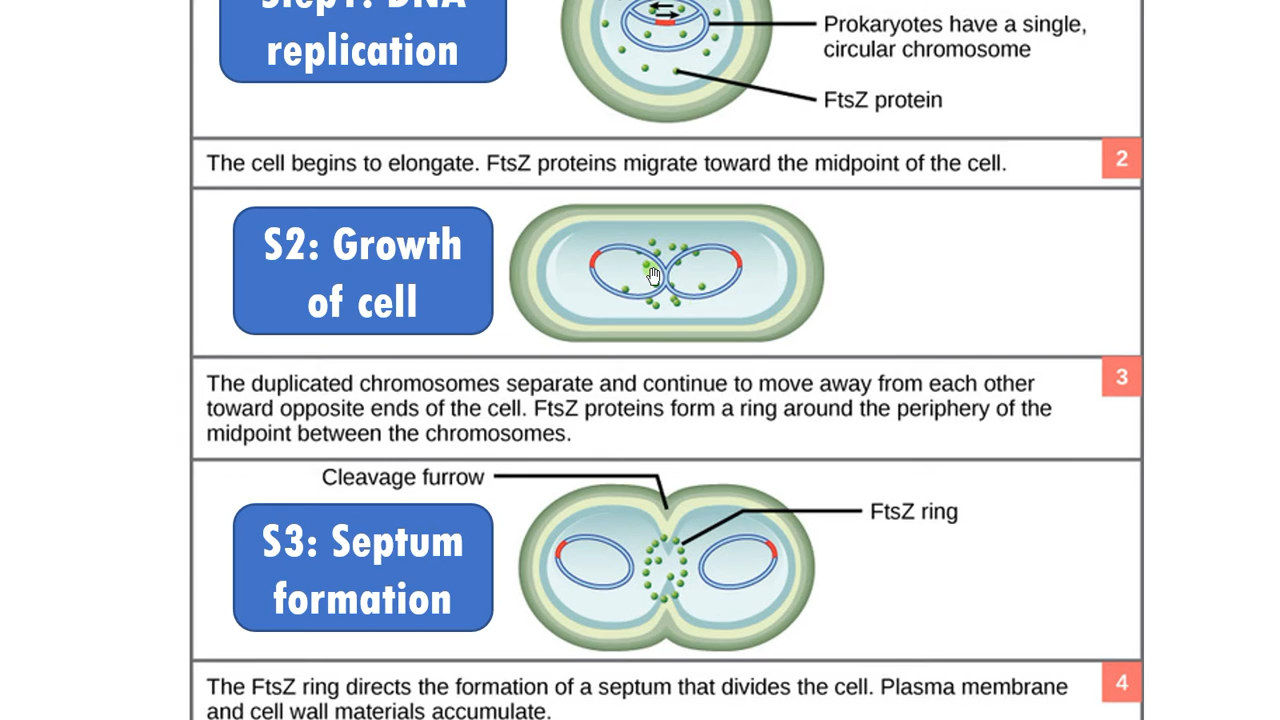 Step1: DNA
replication
Prokaryotes have a single,
circular chromosome
FtsZ protein
The cell begins to elongate. FtsZ proteins migrate toward the midpoint of the cell.
2
S2: Growth
of cell
The duplicated chromosomes separate and continue to move away from each other
toward opposite ends of the cell. FtsZ proteins form a ring around the periphery of the
midpoint between the chromosomes.
3
Cleavage furrow
FtsZ ring
S3: Septum
formation
The FtsZ ring directs the formation of a septum that divides the cell. Plasma membrane
and cell wall materials accumulate.
4